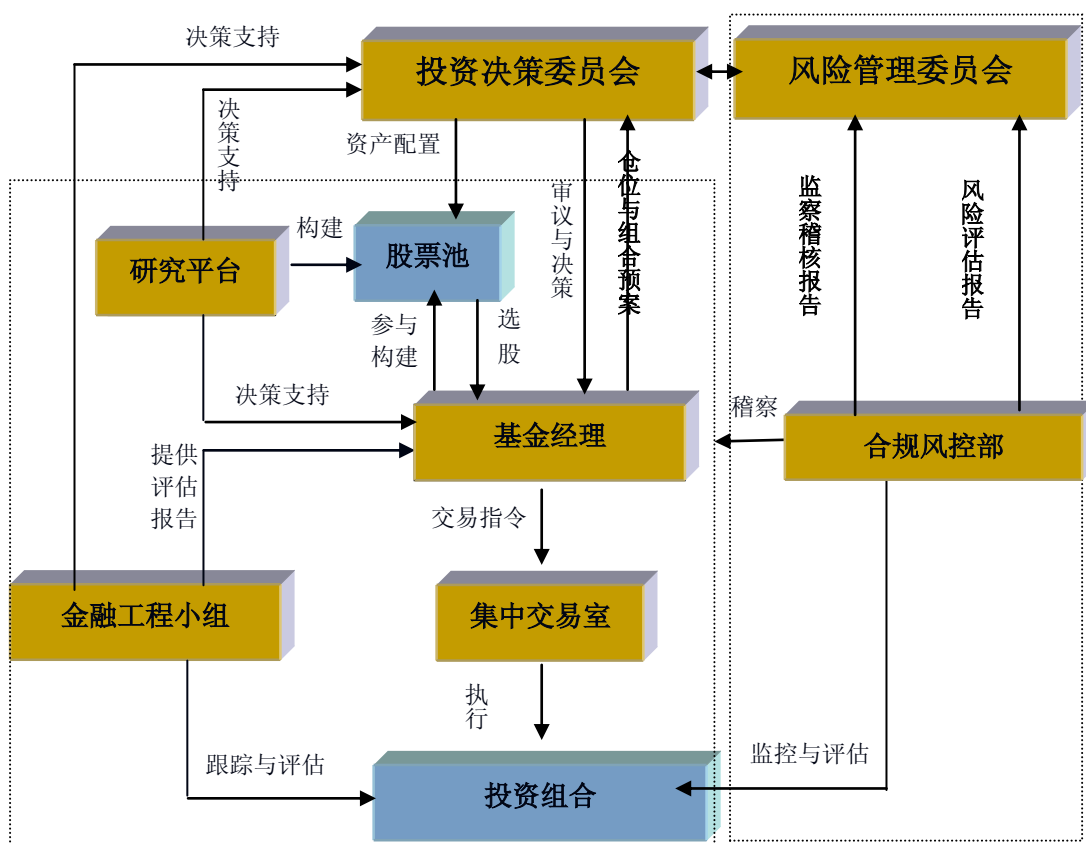 决策支持
投资决策委员会
风险管理委员会
决策支持
资产配置
审议与决策
仓位与组合预案
监察稽核报告
风险评估报告
研究平台
构建
股票池
参与
构建
选
股
决策支持
基金经理
稽察
合规风控部
提供
评估
报告
交易指令
金融工程小组
集中交易室
执
行
跟踪与评估
投资组合
监控与评估